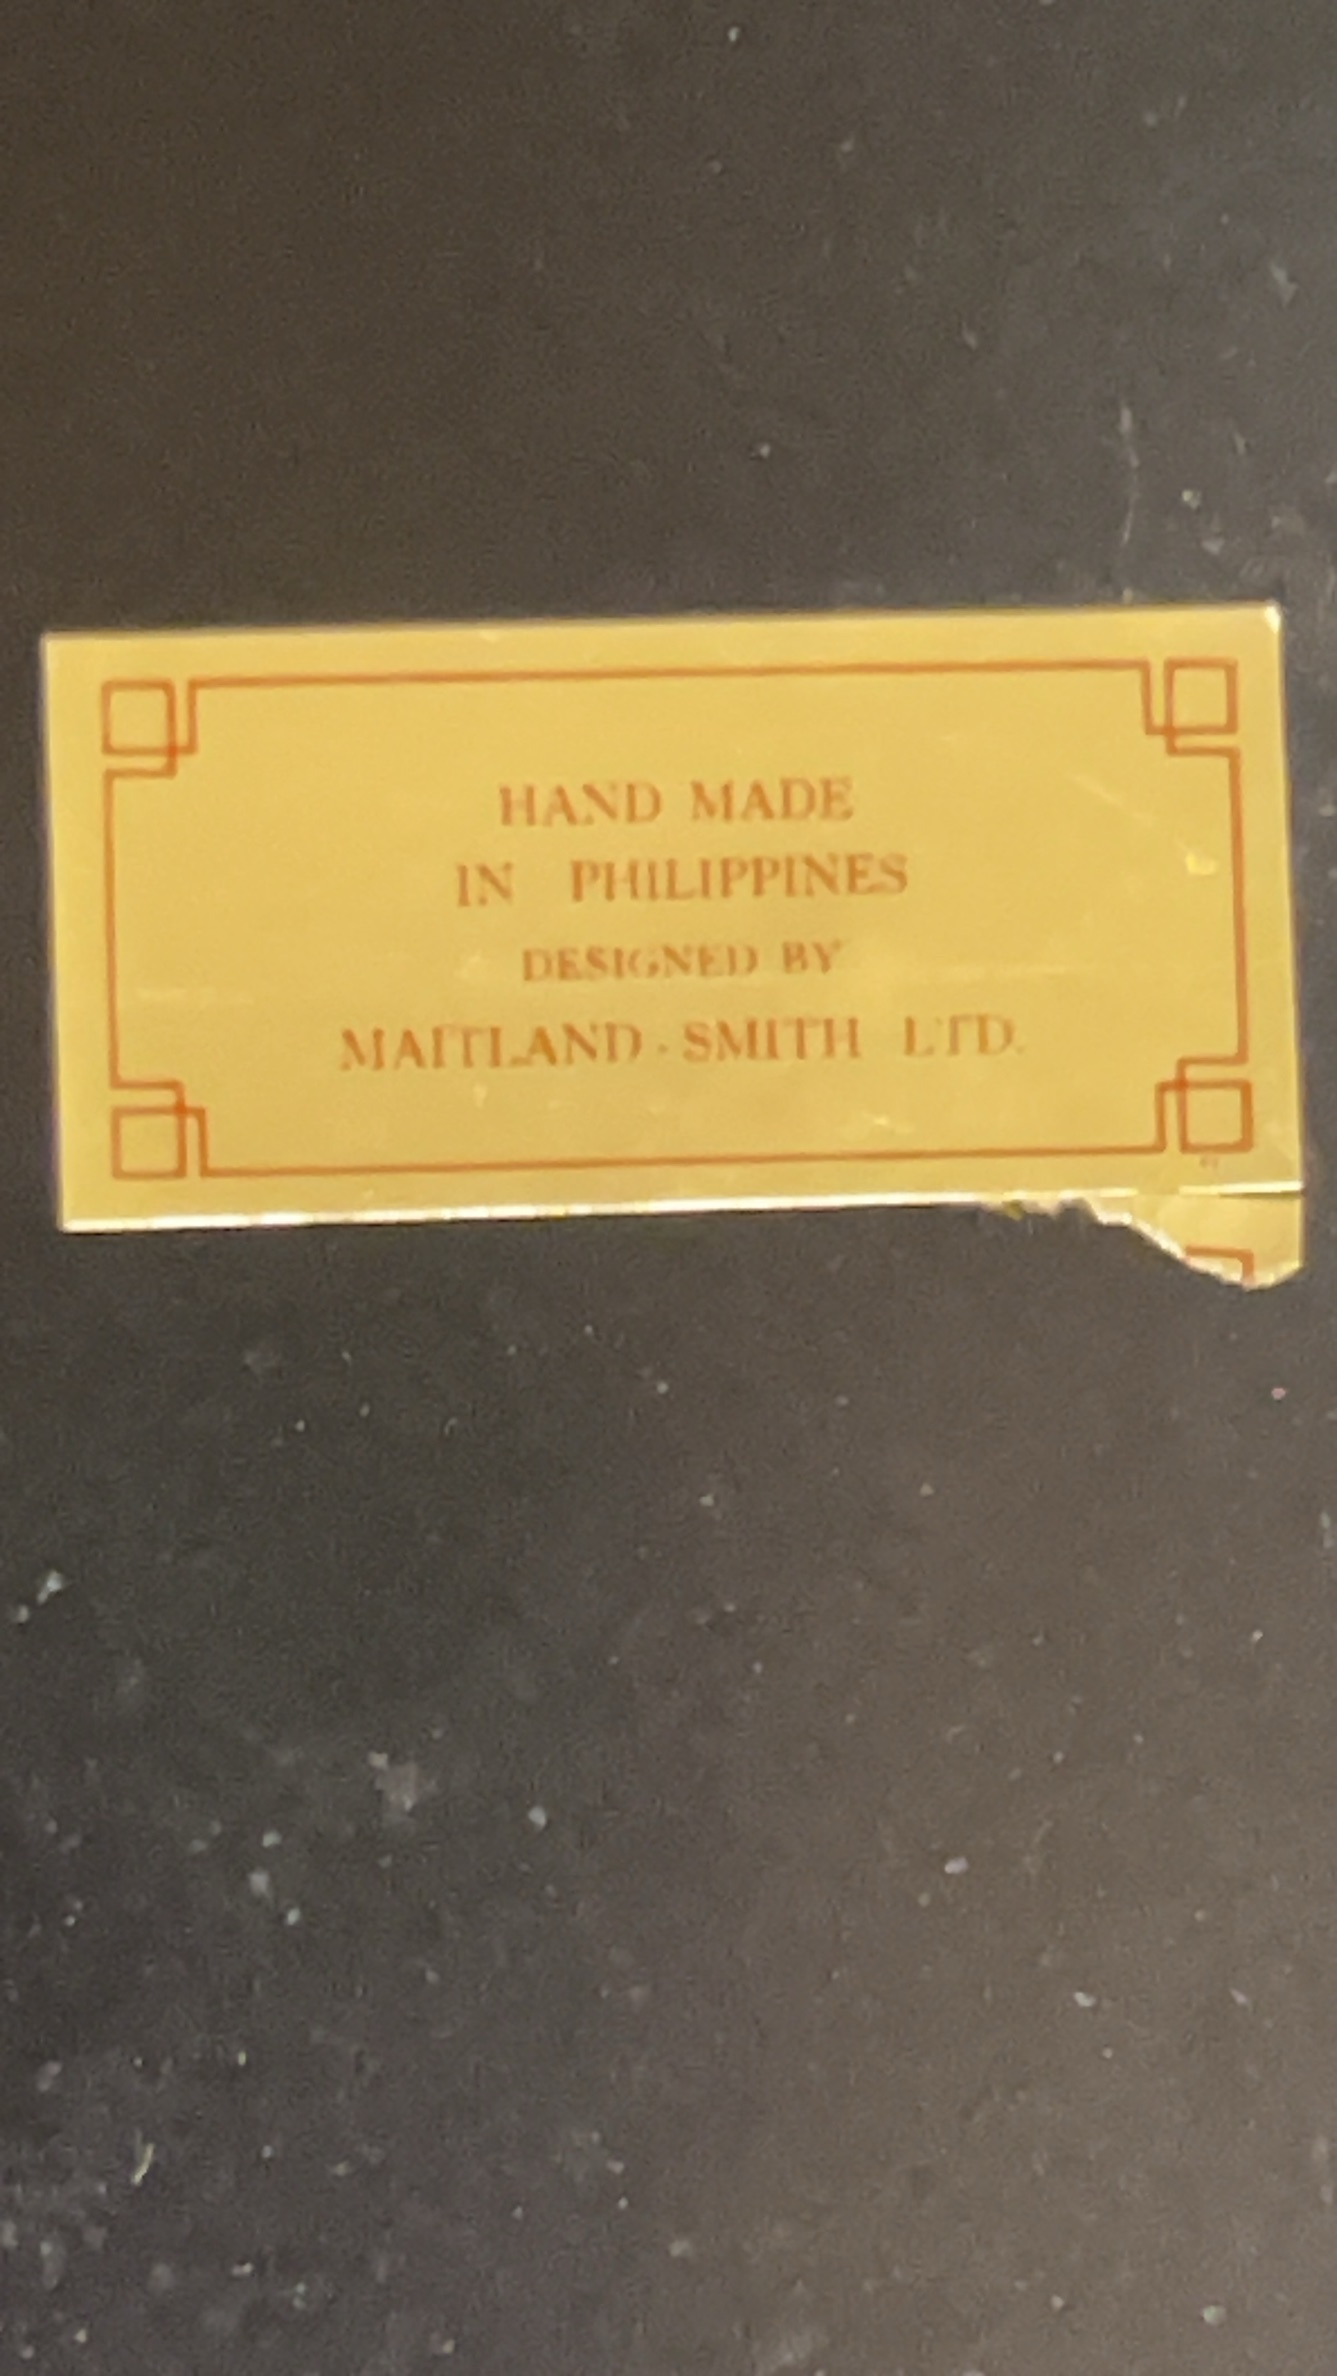 HAND MADE
IN PHILIPPINES
DESIGNED BY
MAITLAND-SMITH LTD.